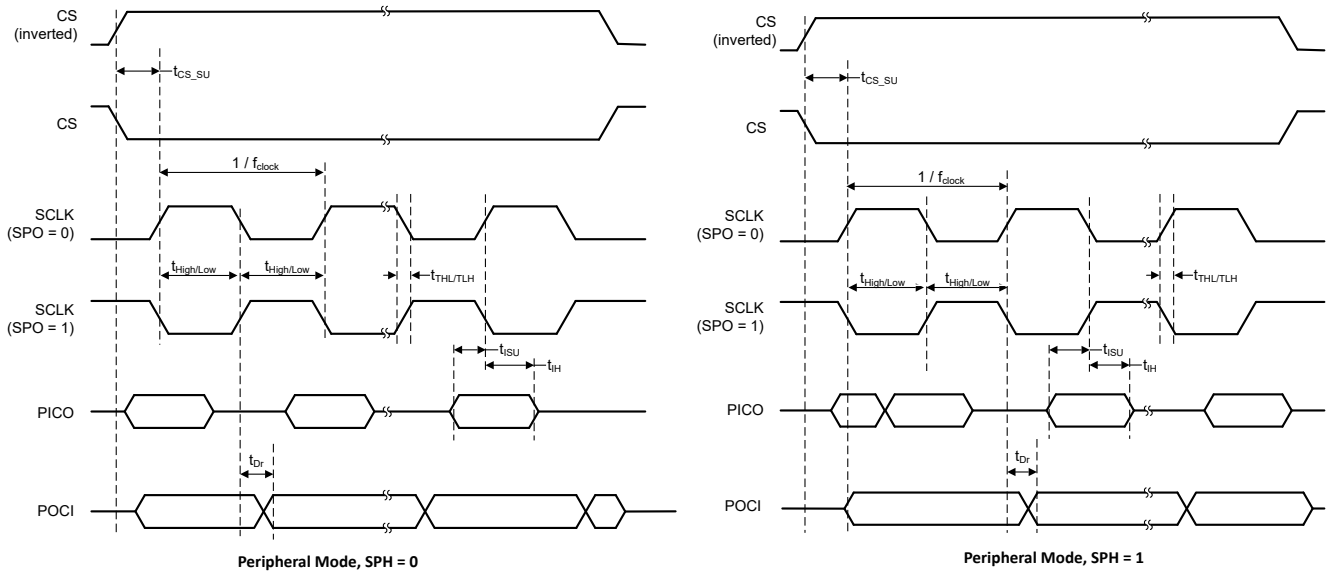 CS
(inverted)
t_CS_SU
CS
1 / f_clock
SCLK
(SPO = 0)
t_High/Low
t_High/Low
t_THL/TLH
SCLK
(SPO = 1)
t_ISU
t_IH
PICO
t_Dr
POCI
Peripheral Mode, SPH = 0
CS
(inverted)
t_CS_SU
CS
1 / f_clock
SCLK
(SPO = 0)
t_High/Low
t_High/Low
t_THL/TLH
SCLK
(SPO = 1)
t_ISU
t_IH
PICO
t_Dr
POCI
Peripheral Mode, SPH = 1